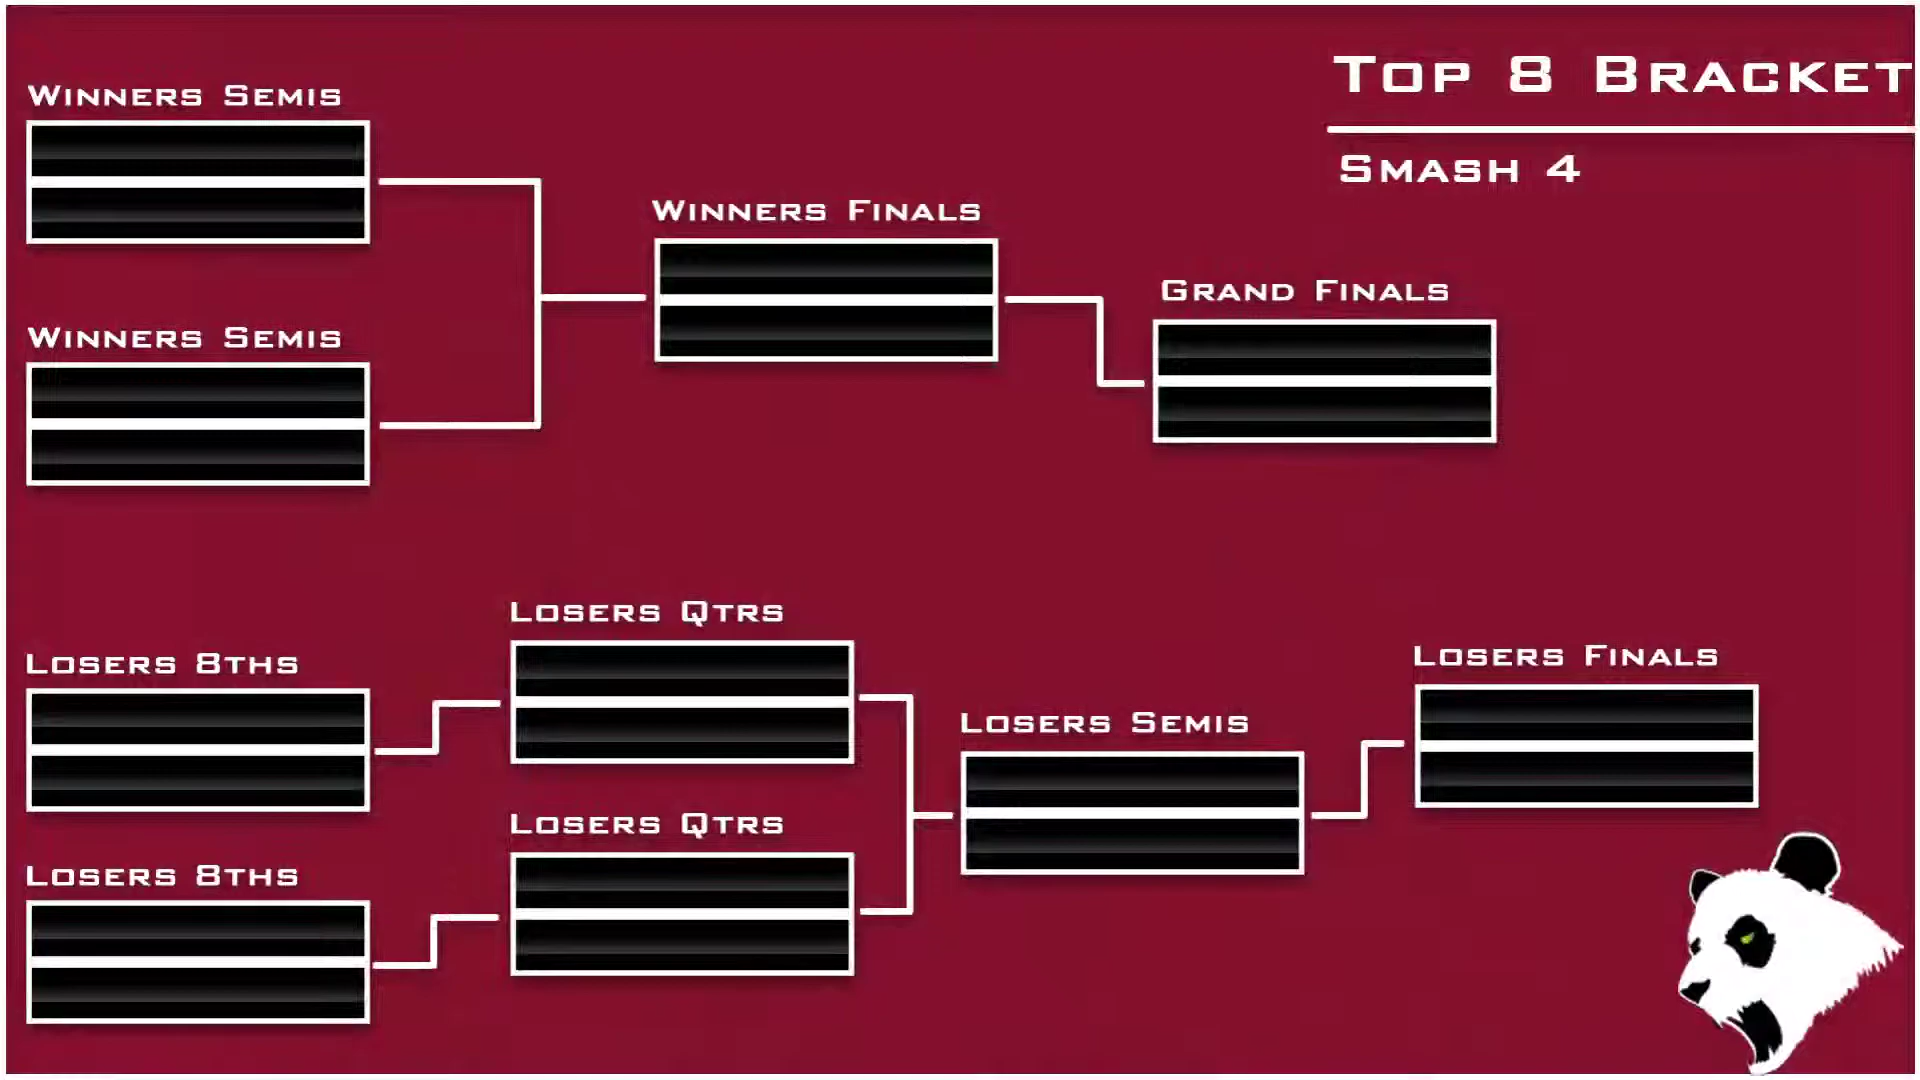 Top 8 Bracket
Smash 4
Winners Semis
Winners Finals
Grand Finals
Winners Semis
Losers Qtrs
Losers 8ths
Losers Finals
Losers Semis
Losers Qtrs
Losers 8ths